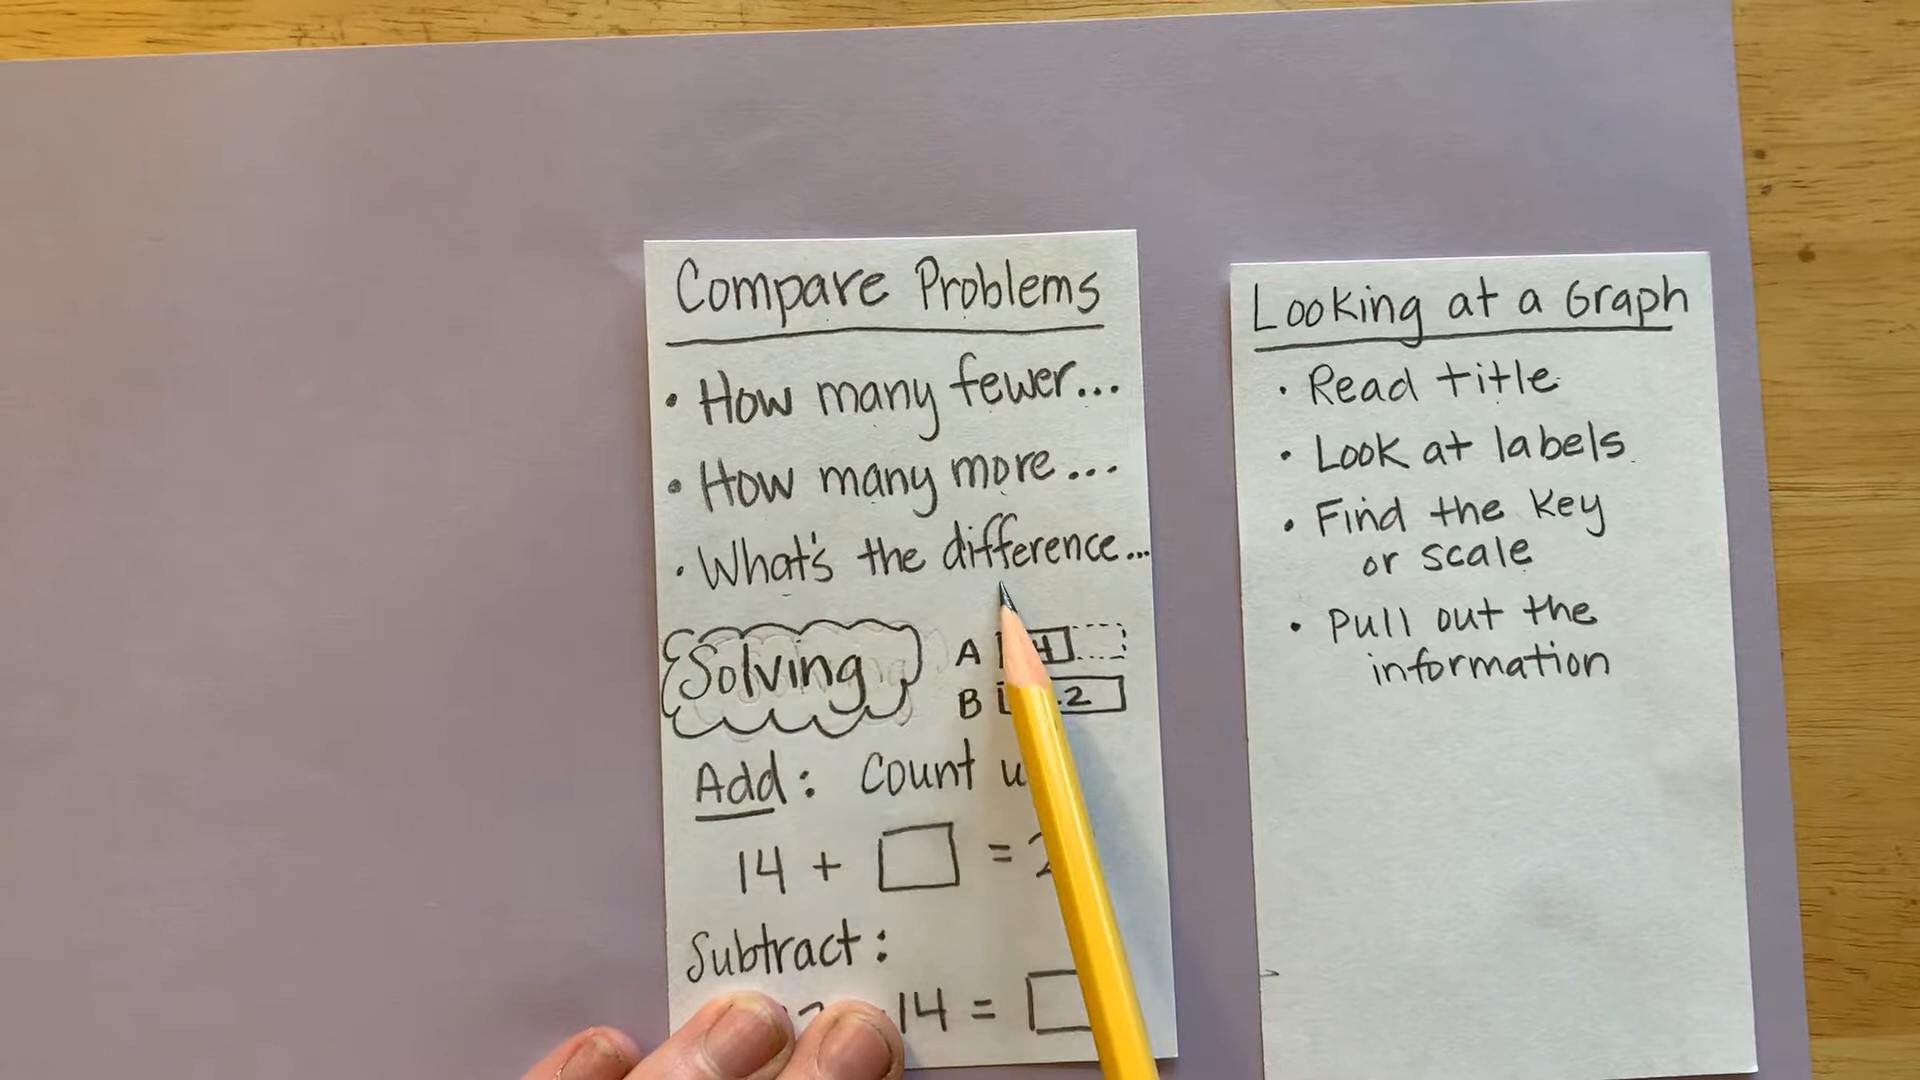 Compare Problems
• How many fewer...
• How many more...
• What's the difference...
Solving
A
B
Add: Count
14 + □ =
Subtract:
14 = □
Looking at a Graph
• Read title
• Look at labels
• Find the key
or scale
• Pull out the
information